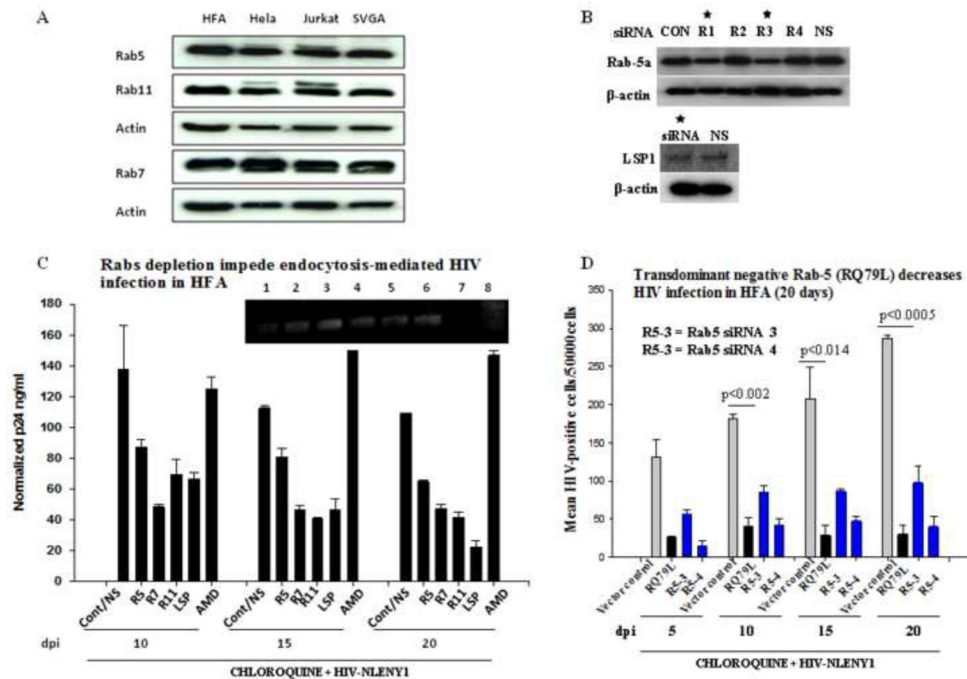 A
HFA Hela Jurkat SVGA
Rab5
Rab11
Actin
Rab7
Actin
B
siRNA CON R1 R2 R3 R4 NS
Rab-5a
β-actin
siRNA NS
LSP1
β-actin
C
Rabs depletion impede endocytosis-mediated HIV
infection in HFA
1 2 3 4 5 6 7 8
Normalized p24 ng/ml
180
160
140
120
100
80
60
40
20
0
Cont/NS R5 R7 R11 LSP AMD Cont/NS R5 R7 R11 LSP AMD Cont/NS R5 R7 R11 LSP AMD
dpi 10 15 20
CHLOROQUINE + HIV-NLENY1
D
Transdominant negative Rab-5 (RQ79L) decreases
HIV infection in HFA (20 days)
R5-3 = Rab5 siRNA 3
R5-3 = Rab5 siRNA 4
p<0.002
p<0.014
p<0.0005
Mean HIV-positive cells/50000cells
350
300
250
200
150
100
50
0
Vector control RQ79L R5-3 R5-4 Vector control RQ79L R5-3 R5-4 Vector control RQ79L R5-3 R5-4 Vector control RQ79L R5-3 R5-4
dpi 5 10 15 20
CHLOROQUINE + HIV-NLENY1